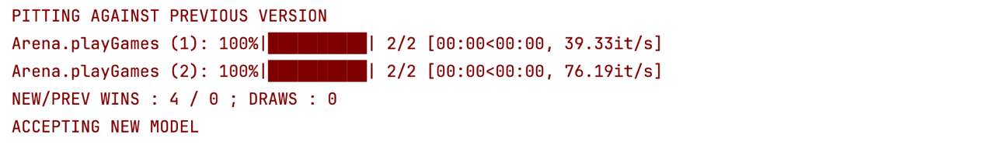 PITTING AGAINST PREVIOUS VERSION
Arena.playGames (1): 100%|██████████| 2/2 [00:00<00:00, 39.33it/s]
Arena.playGames (2): 100%|██████████| 2/2 [00:00<00:00, 76.19it/s]
NEW/PREV WINS : 4 / 0 ; DRAWS : 0
ACCEPTING NEW MODEL